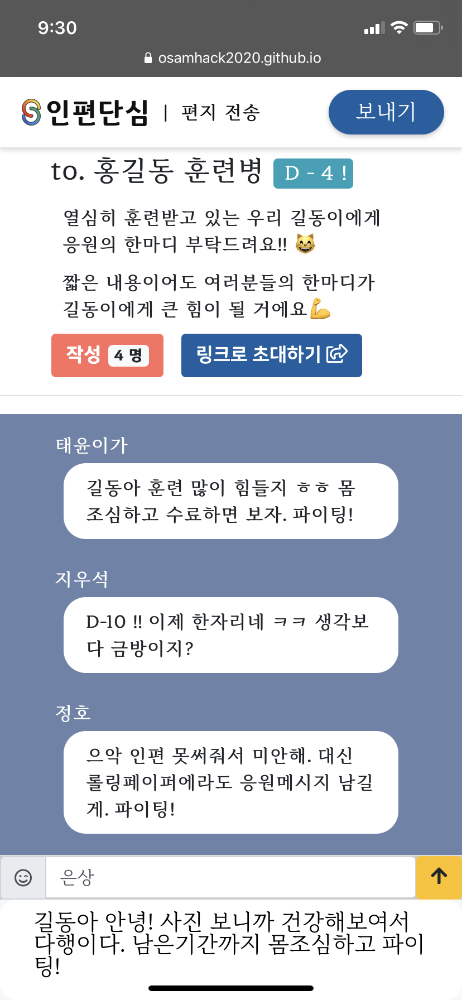 9:30
osamhack2020.github.io
인편단심 | 편지 전송
보내기
to. 홍길동 훈련병 D - 4 !
열심히 훈련받고 있는 우리 길동이에게
응원의 한마디 부탁드려요!! 😸
짧은 내용이어도 여러분들의 한마디가
길동이에게 큰 힘이 될 거에요💪
작성 4 명
링크로 초대하기
태윤이가
길동아 훈련 많이 힘들지 ㅎㅎ 몸
조심하고 수료하면 보자. 파이팅!
지우석
D-10 !! 이제 한자리네 ㅋㅋ 생각보
다 금방이지?
정호
으악 인편 못써줘서 미안해. 대신
롤링페이퍼에라도 응원메시지 남길
게. 파이팅!
은상
길동아 안녕! 사진 보니까 건강해보여서
다행이다. 남은기간까지 몸조심하고 파이
팅!